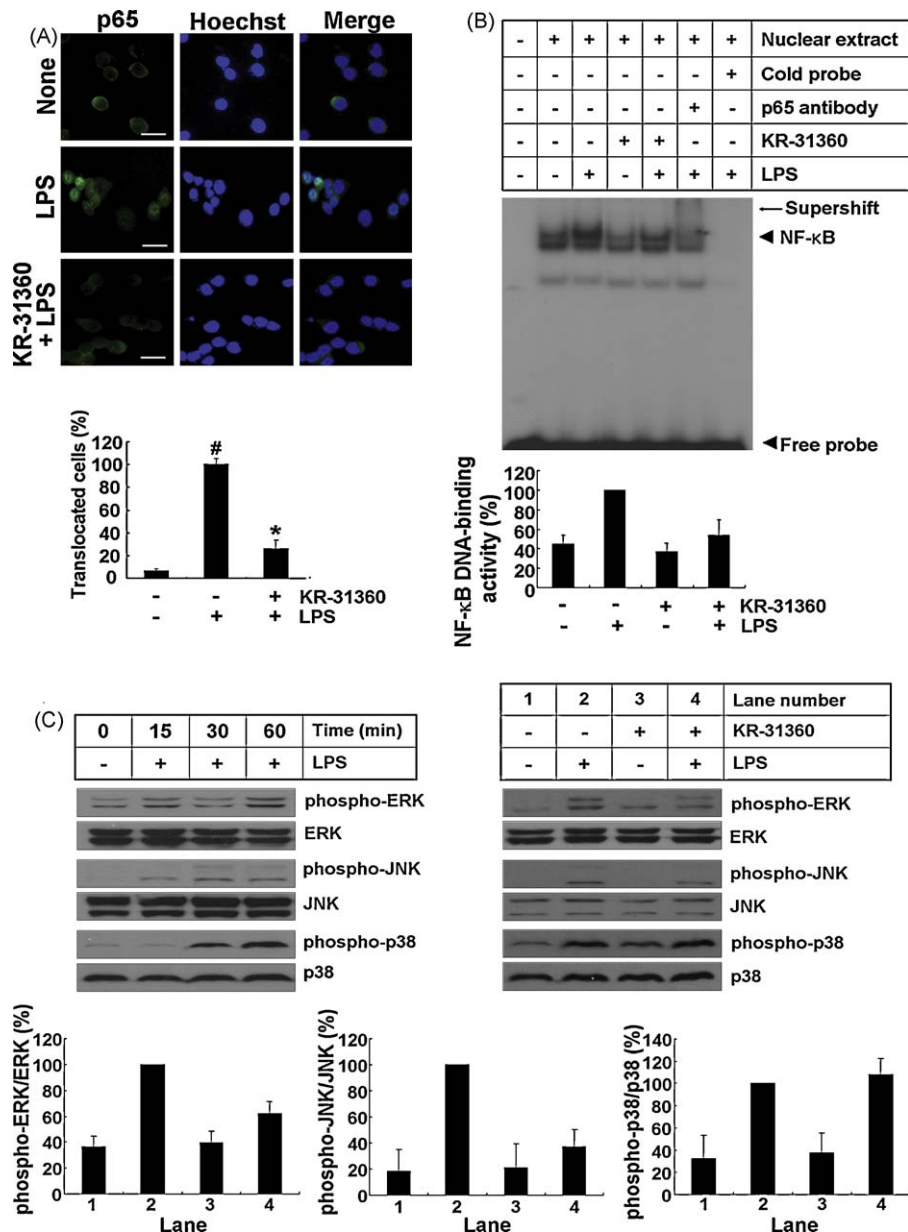 (A)
p65 Hoechst Merge
None
LPS
KR-31360
+ LPS
Translocated cells (%)
120
100
80
60
40
20
0
#
*
- - + KR-31360
- + + LPS
(B)
- + + + + + + Nuclear extract
- - - - - - + Cold probe
- - - - - + - p65 antibody
- - - + + - - KR-31360
- - + - + + + LPS
← Supershift
◄ NF-κB
◄ Free probe
NF-κB DNA-binding
activity (%)
120
100
80
60
40
20
0
- - + + KR-31360
- + - + LPS
(C)
0 15 30 60 Time (min)
- + + + LPS
phospho-ERK
ERK
phospho-JNK
JNK
phospho-p38
p38
1 2 3 4 Lane number
- - + + KR-31360
- + - + LPS
phospho-ERK
ERK
phospho-JNK
JNK
phospho-p38
p38
phospho-ERK/ERK (%)
120
100
80
60
40
20
0
1 2 3 4
Lane
phospho-JNK/JNK (%)
120
100
80
60
40
20
0
1 2 3 4
Lane
phospho-p38/p38 (%)
140
120
100
80
60
40
20
0
1 2 3 4
Lane